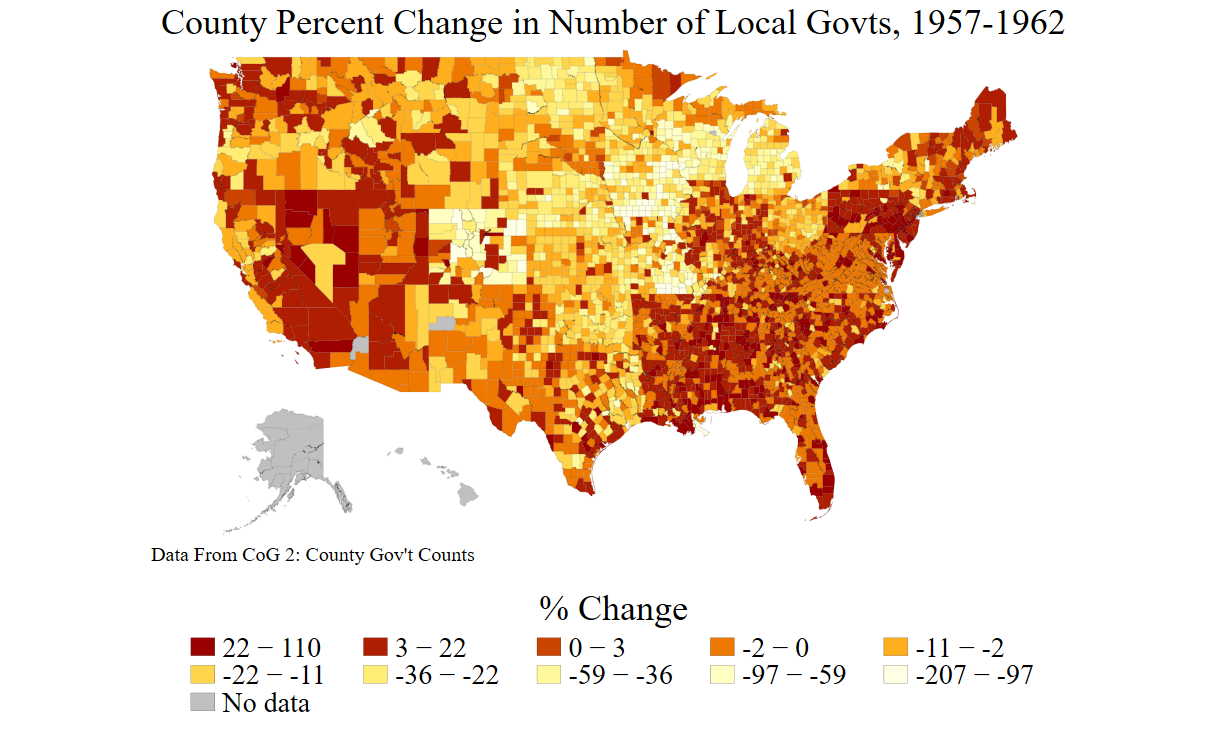 County Percent Change in Number of Local Govts, 1957-1962
Data From CoG 2: County Gov't Counts
% Change
22 − 110 3 − 22 0 − 3 -2 − 0 -11 − -2
-22 − -11 -36 − -22 -59 − -36 -97 − -59 -207 − -97
No data